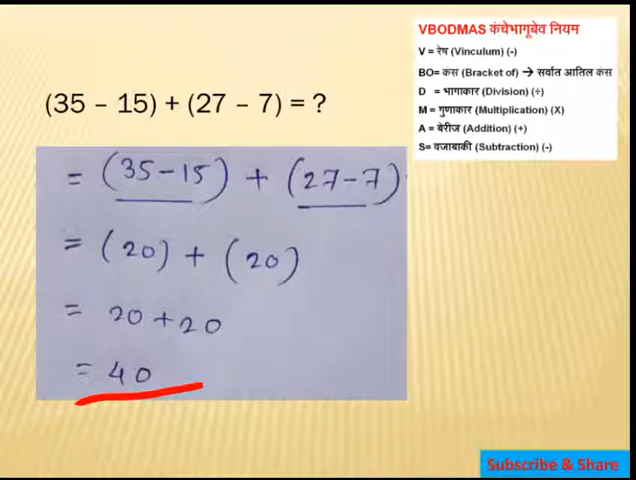 VBODMAS कंचेभागूबेव नियम
V = रेघ (Vinculum) (-)
BO= कंस (Bracket of) → सर्वात आतिल कंस
D = भागाकार (Division) (÷)
M = गुणाकार (Multiplication) (X)
A = बेरीज (Addition) (+)
S= वजाबाकी (Subtraction) (-)
(35 – 15) + (27 – 7) = ?
= (35-15) + (27-7)
= (20) + (20)
= 20+20
= 40
Subscribe & Share